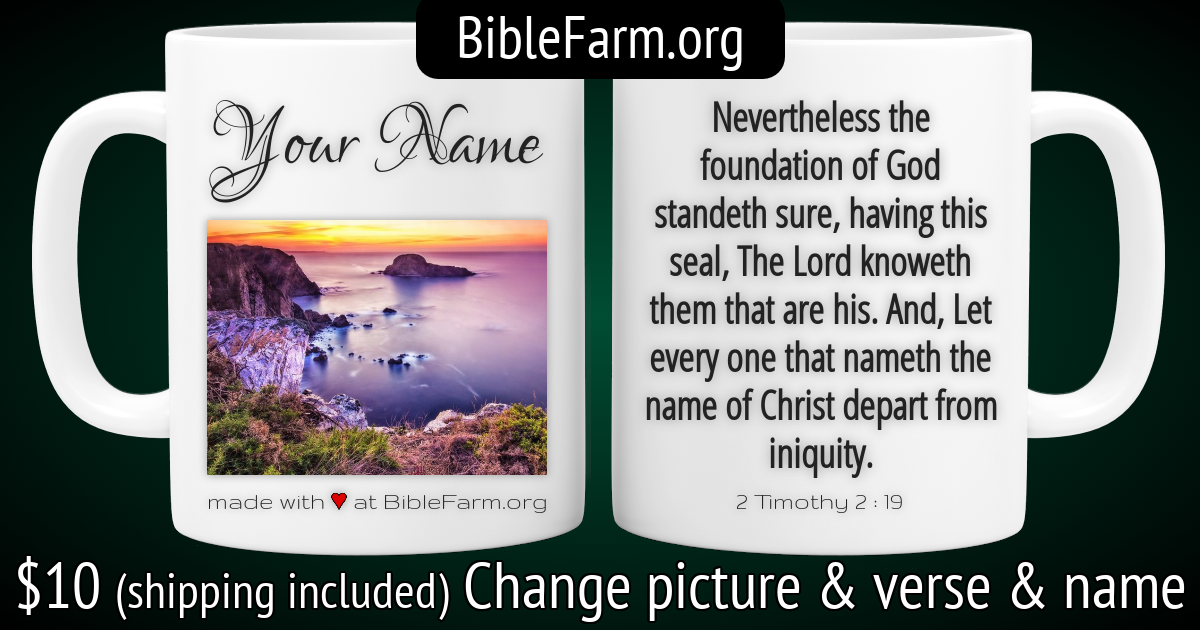 BibleFarm.org
Your Name
made with ♥ at BibleFarm.org
Nevertheless the
foundation of God
standeth sure, having this
seal, The Lord knoweth
them that are his. And, Let
every one that nameth the
name of Christ depart from
iniquity.
2 Timothy 2 : 19
$10 (shipping included) Change picture & verse & name